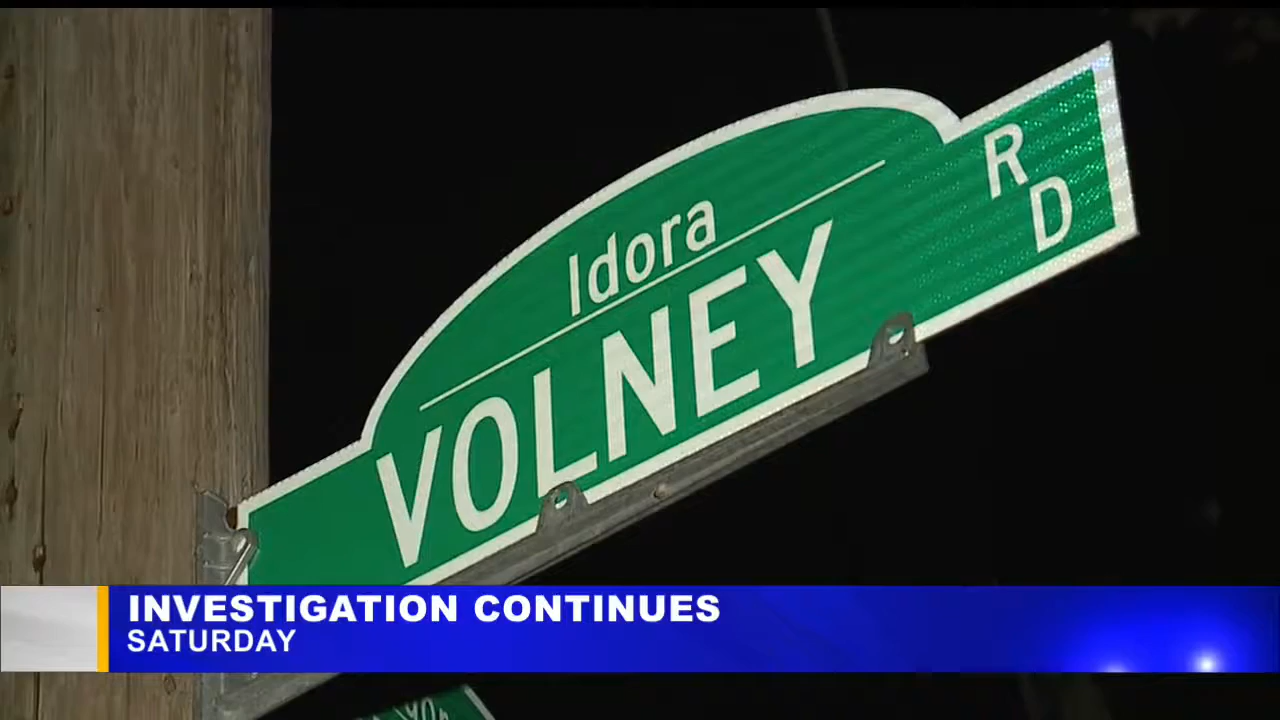 Idora
VOLNEY
RD
INVESTIGATION CONTINUES
SATURDAY